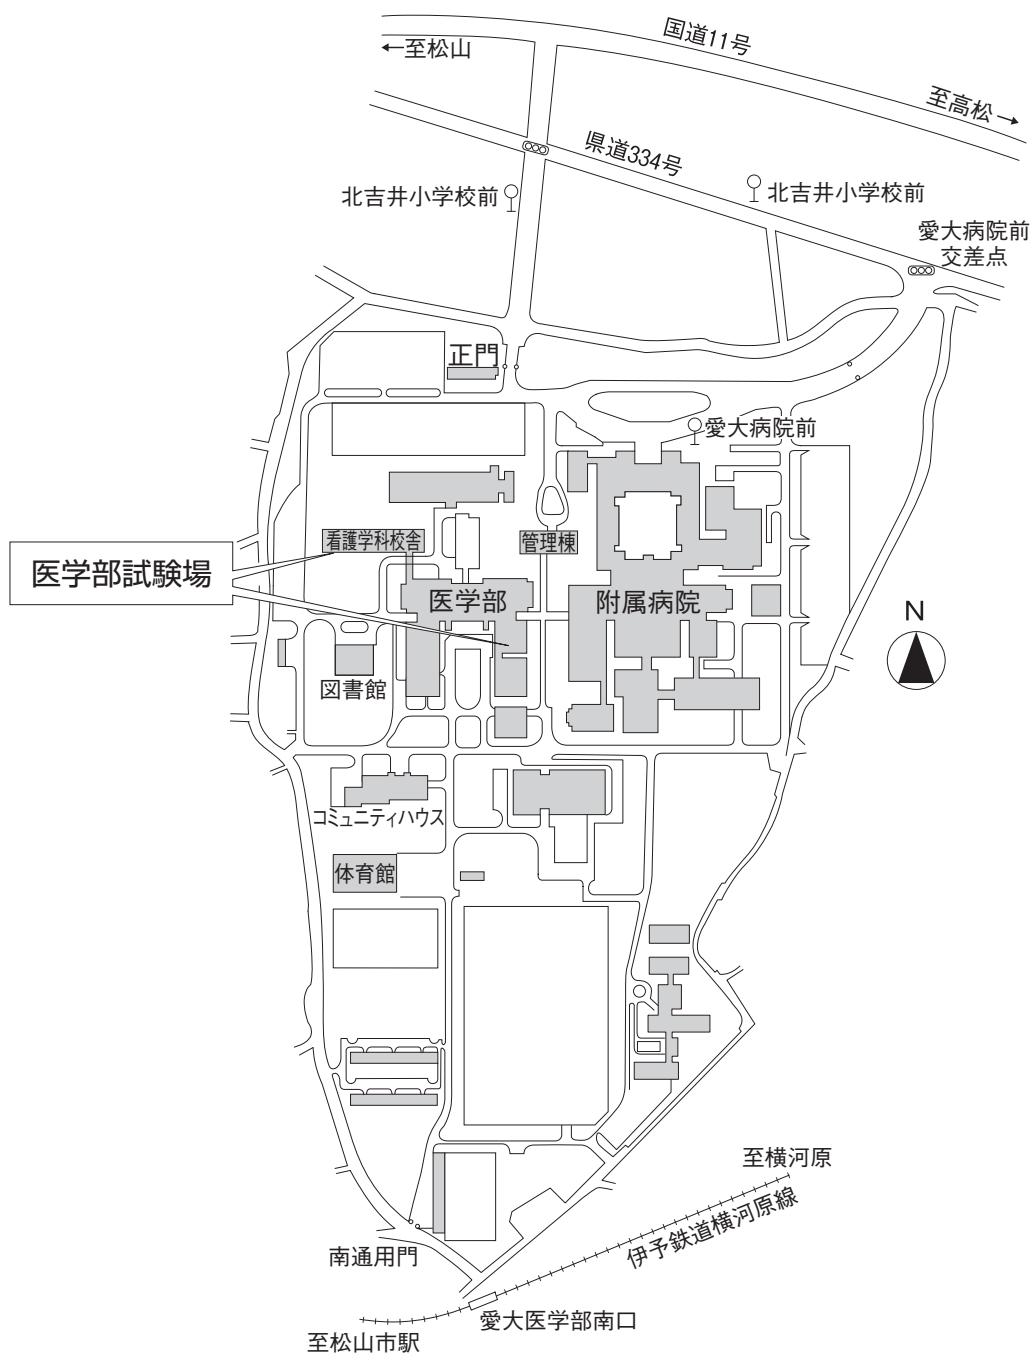 国道11号
←至松山
至高松→
県道334号
北吉井小学校前
北吉井小学校前
愛大病院前
交差点
正門
愛大病院前
看護学科校舎
管理棟
医学部試験場
医学部
附属病院
N
図書館
コミュニティハウス
体育館
至横河原
伊予鉄道横河原線
南通用門
愛大医学部南口
至松山市駅